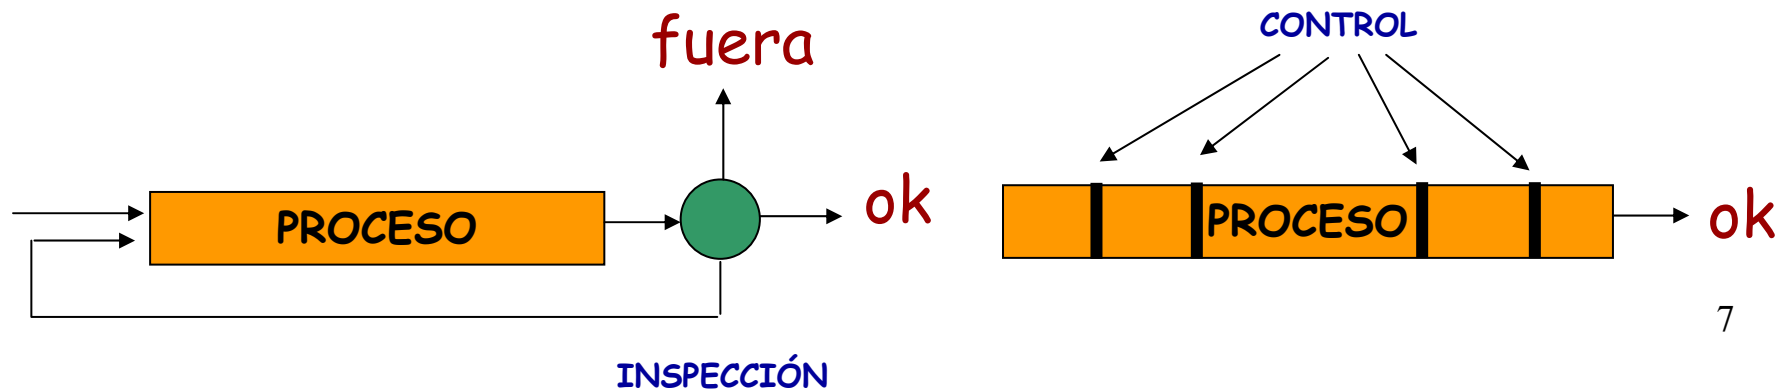 fuera
PROCESO
ok
INSPECCIÓN
CONTROL
PROCESO
ok
7